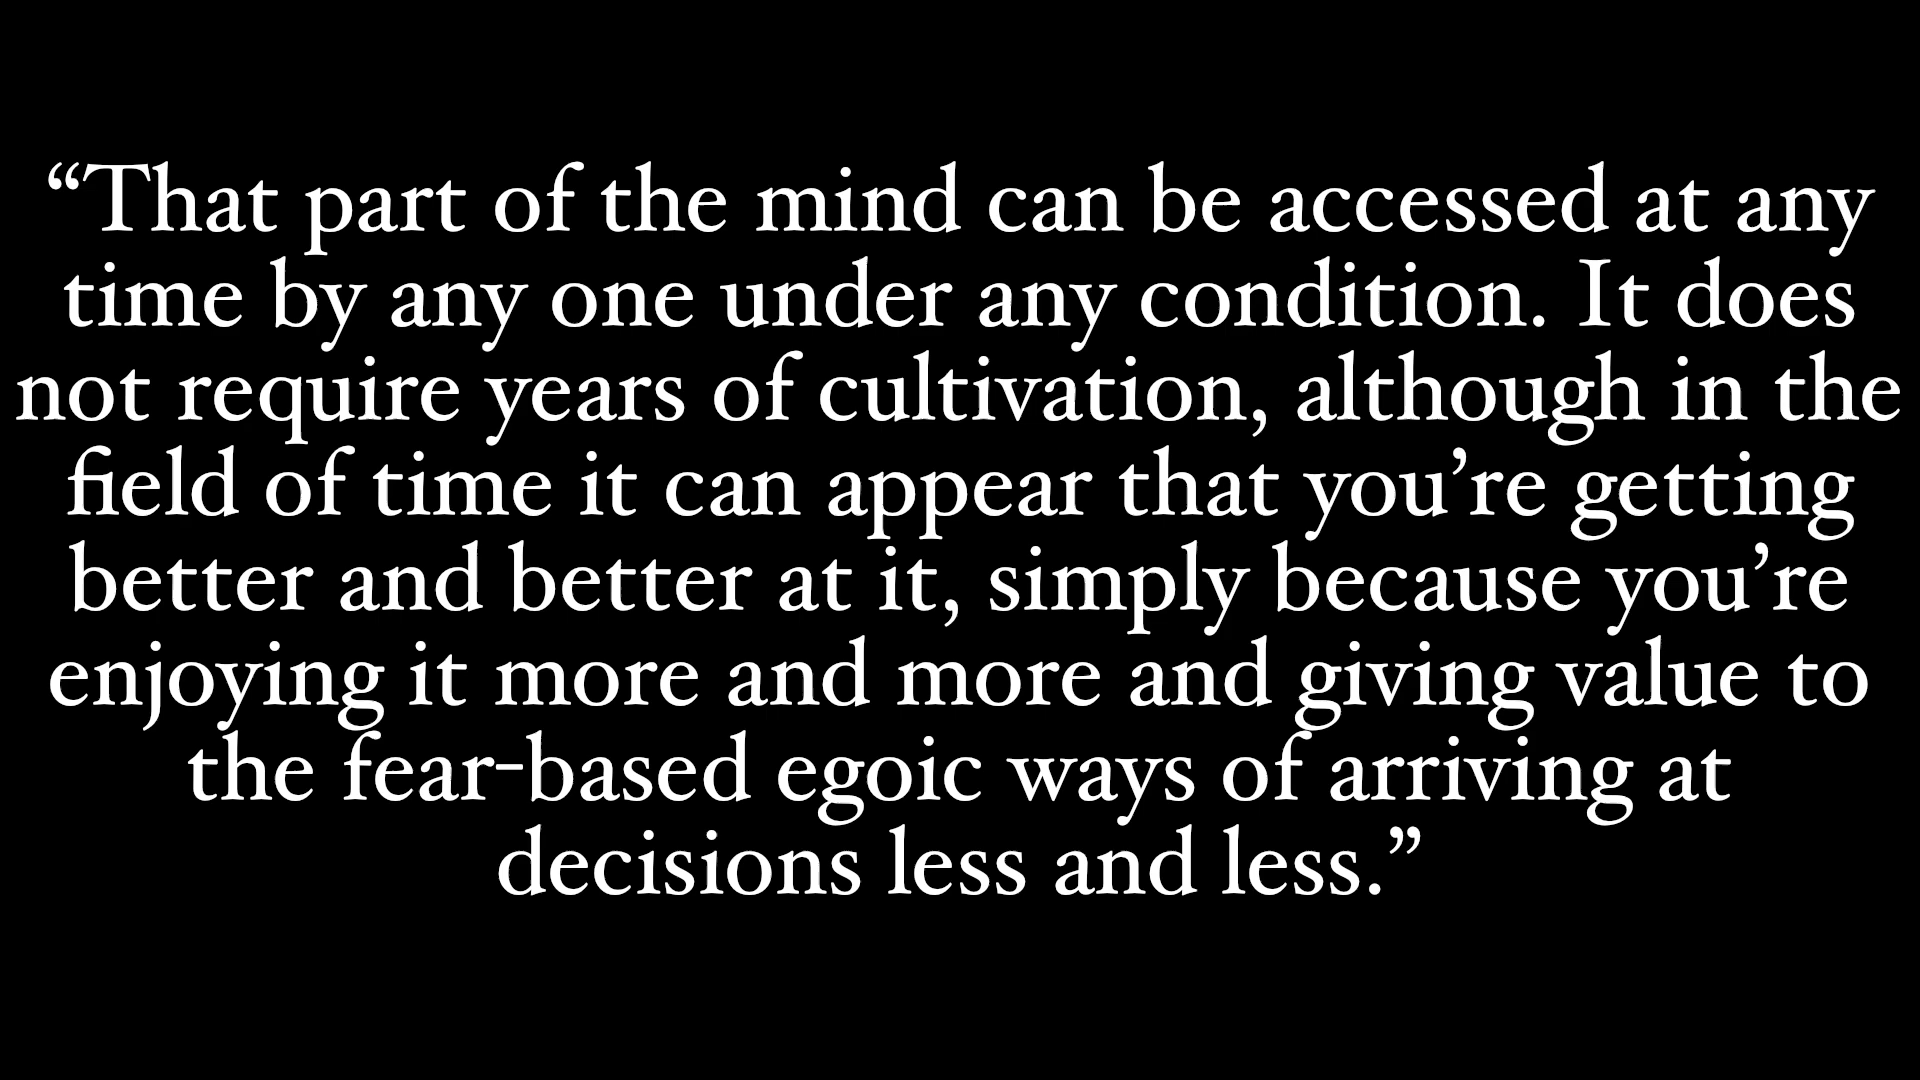 “That part of the mind can be accessed at any
time by any one under any condition. It does
not require years of cultivation, although in the
field of time it can appear that you’re getting
better and better at it, simply because you’re
enjoying it more and more and giving value to
the fear-based egoic ways of arriving at
decisions less and less.”